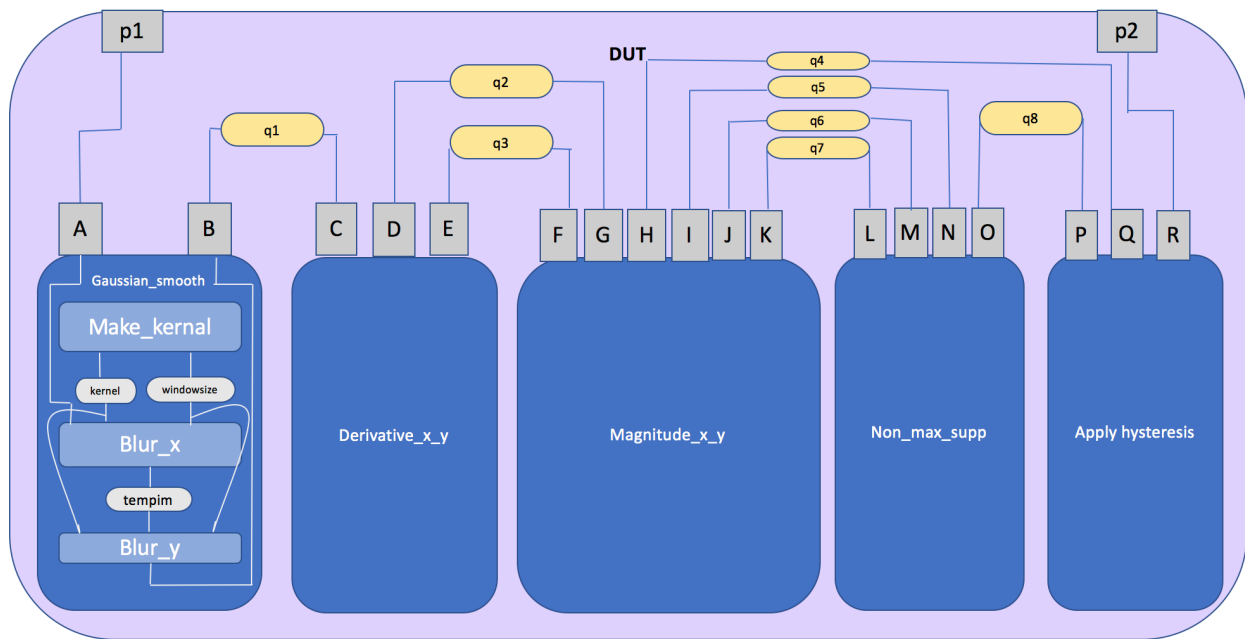 p1
p2
DUT
q4
q2
q5
q1
q8
q6
q3
q7
A
B
C
D
E
F
G
H
I
J
K
L
M
N
O
P
Q
R
Gaussian_smooth
Make_kernal
kernel
windowsize
Blur_x
tempim
Blur_y
Derivative_x_y
Magnitude_x_y
Non_max_supp
Apply hysteresis